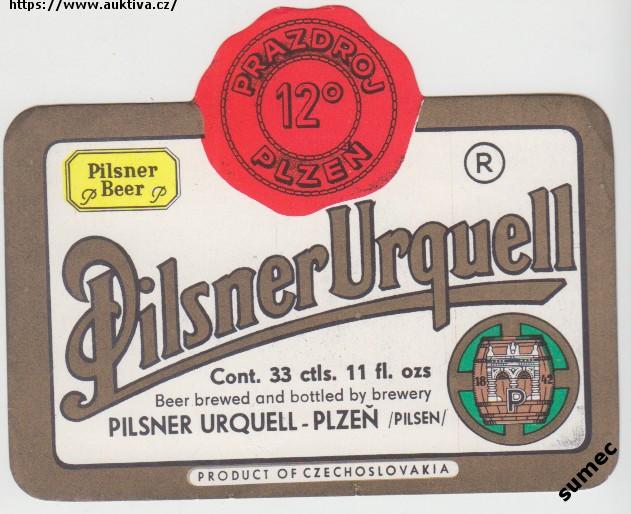 https://www.auktiva.cz/
PRAZDROJ
12°
PLZEŇ
Pilsner
Beer
P P
R
Pilsner Urquell
Cont. 33 ctls. 11 fl. ozs
Beer brewed and bottled by brewery
PILSNER URQUELL - PLZEŇ /PILSEN/
18 42
P
PRODUCT OF CZECHOSLOVAKIA
sumec